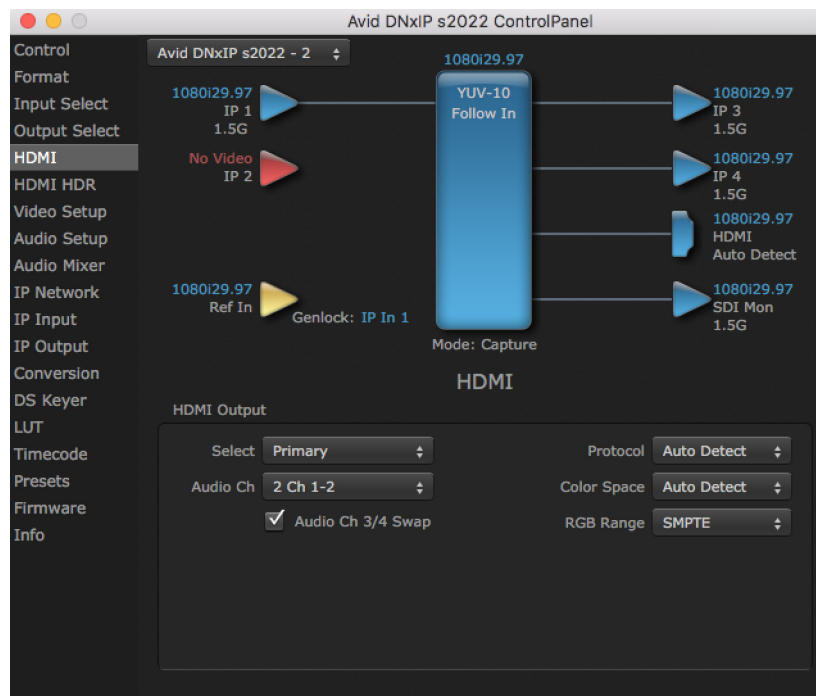 Avid DNxIP s2022 ControlPanel
Control
Format
Input Select
Output Select
HDMI
HDMI HDR
Video Setup
Audio Setup
Audio Mixer
IP Network
IP Input
IP Output
Conversion
DS Keyer
LUT
Timecode
Presets
Firmware
Info
Avid DNxIP s2022 - 2
1080i29.97
1080i29.97
IP 1
1.5G
No Video
IP 2
1080i29.97
Ref In
Genlock: IP In 1
YUV-10
Follow In
Mode: Capture
1080i29.97
IP 3
1.5G
1080i29.97
IP 4
1.5G
1080i29.97
HDMI
Auto Detect
1080i29.97
SDI Mon
1.5G
HDMI
HDMI Output
Select Primary
Audio Ch 2 Ch 1-2
Audio Ch 3/4 Swap
Protocol Auto Detect
Color Space Auto Detect
RGB Range SMPTE